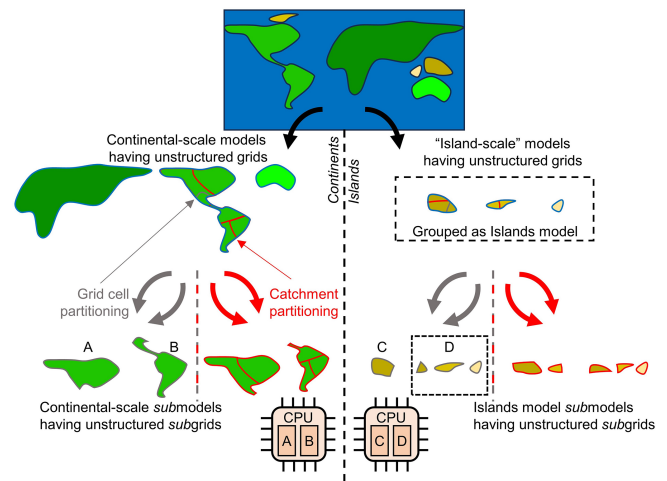 Continental-scale models
having unstructured grids
Continents
Islands
“Island-scale” models
having unstructured grids
Grouped as Islands model
Grid cell
partitioning
Catchment
partitioning
A
B
C
D
Continental-scale submodels
having unstructured subgrids
CPU
A B
CPU
C D
Islands model submodels
having unstructured subgrids